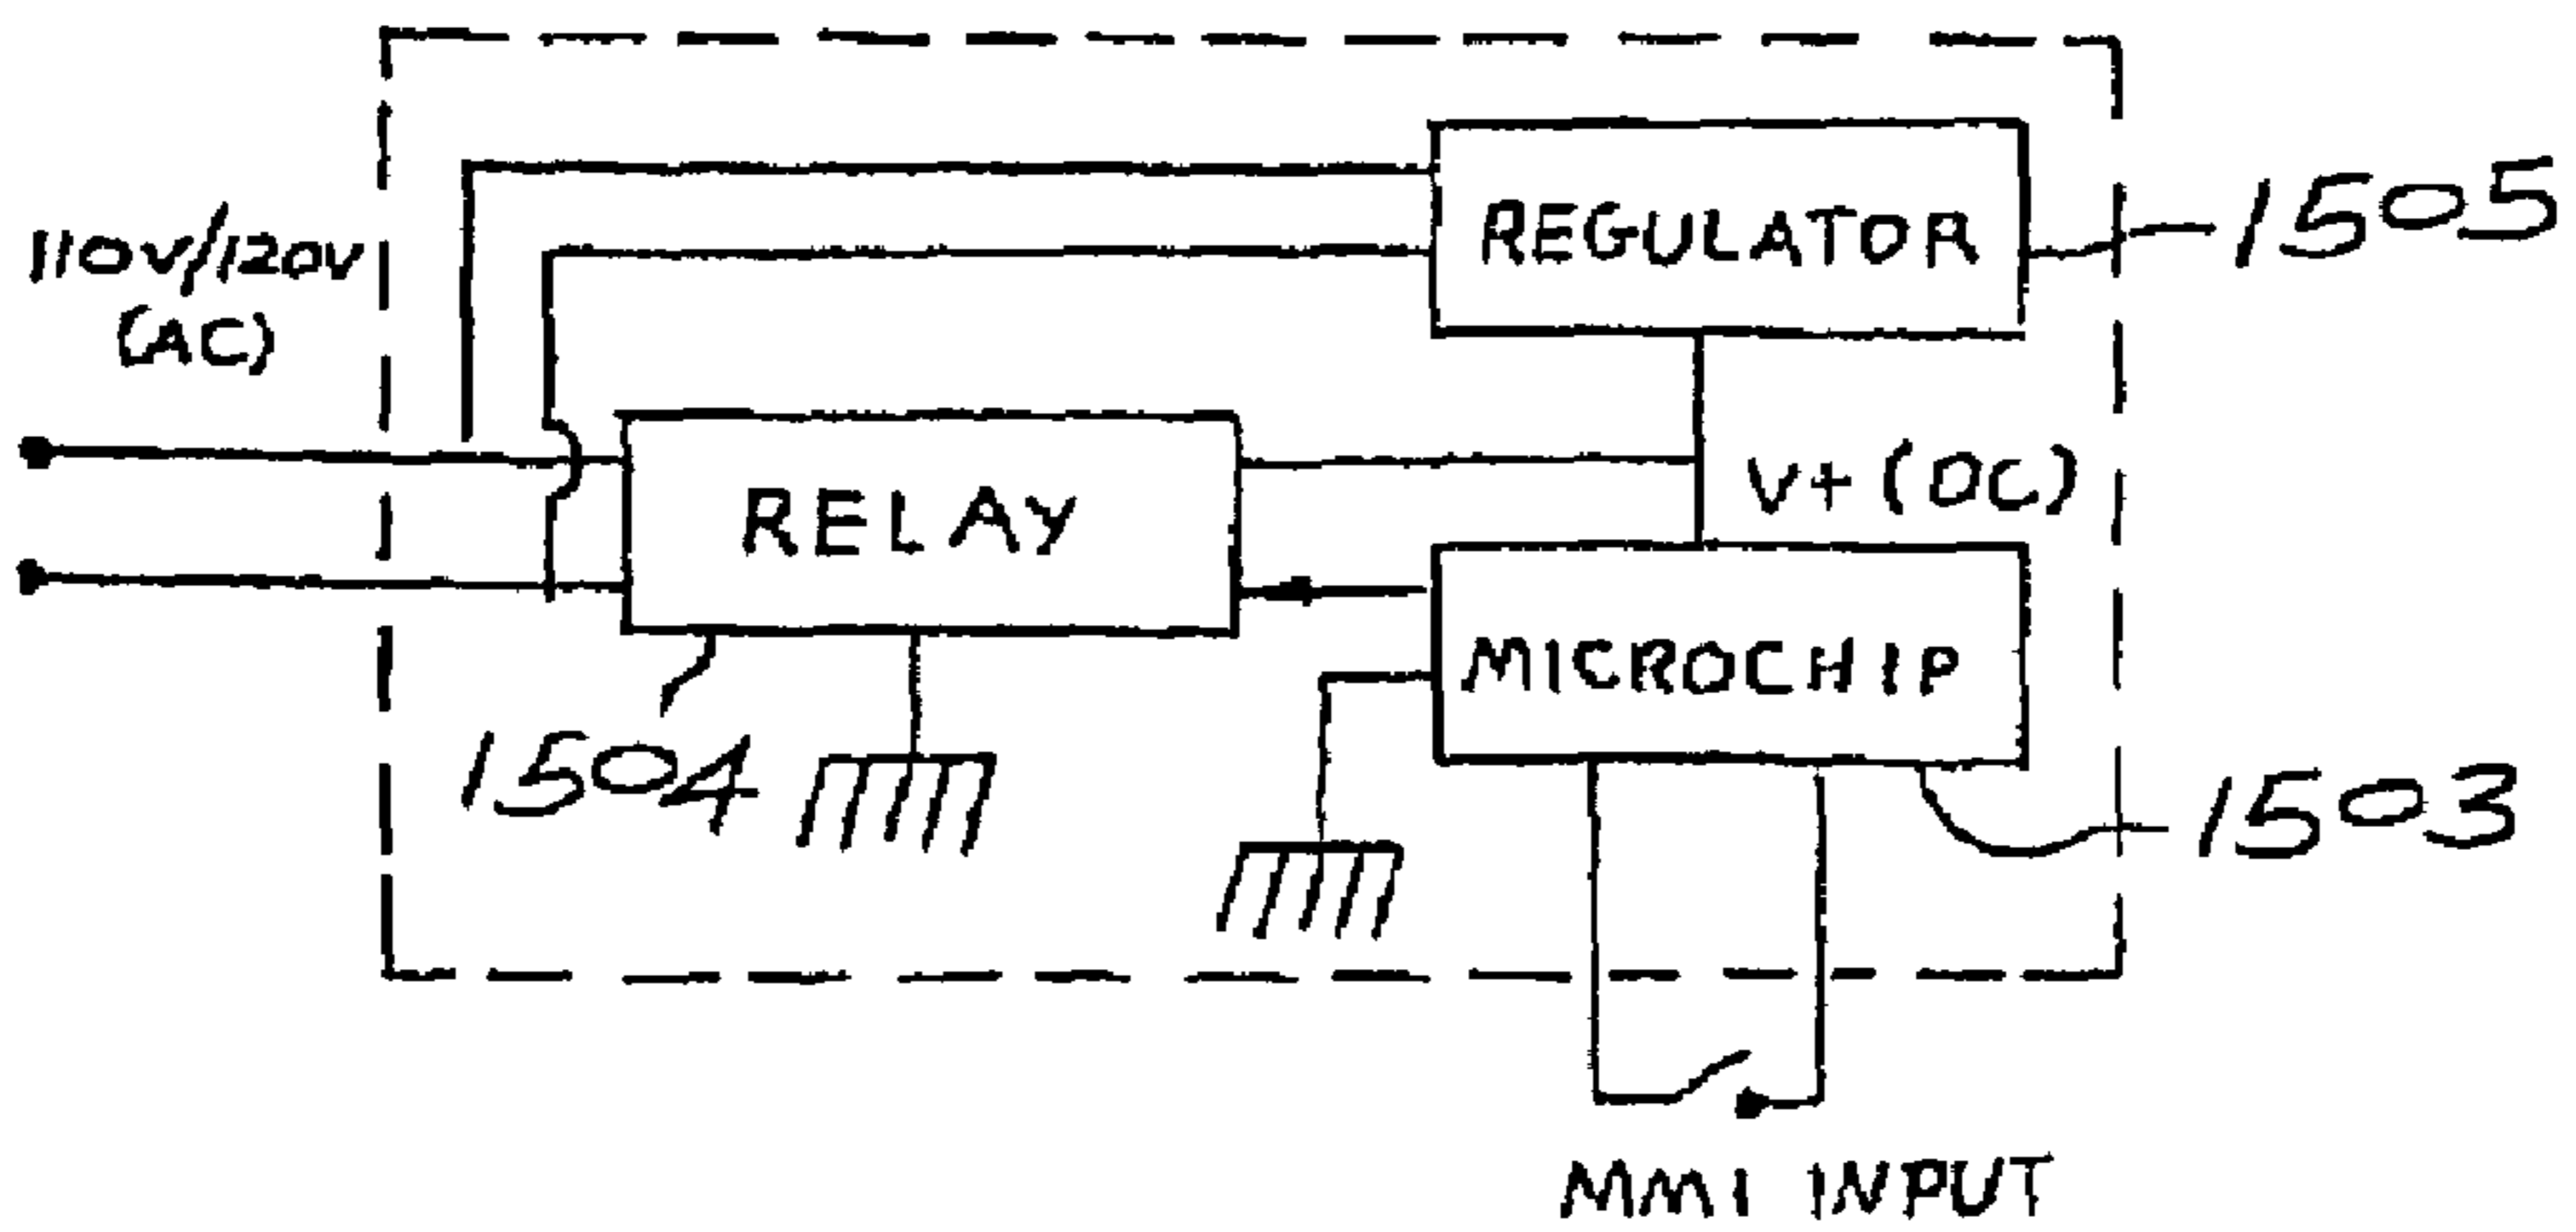 REGULATOR
1505
110V/120V
(AC)
RELAY
V+ (DC)
MICROCHIP
1504
1503
MMI INPUT